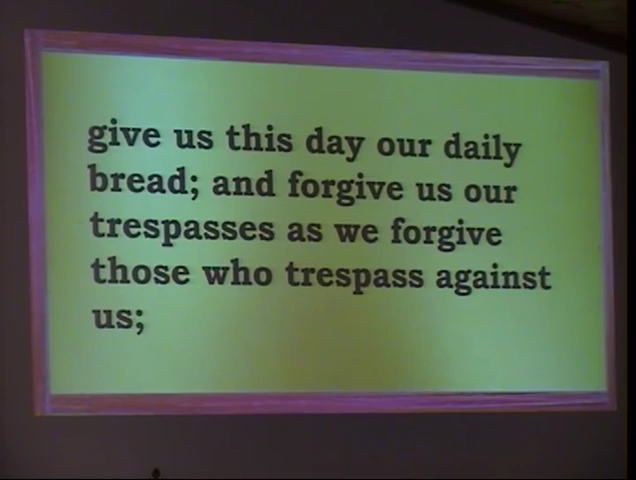 give us this day our daily
bread; and forgive us our
trespasses as we forgive
those who trespass against
us;